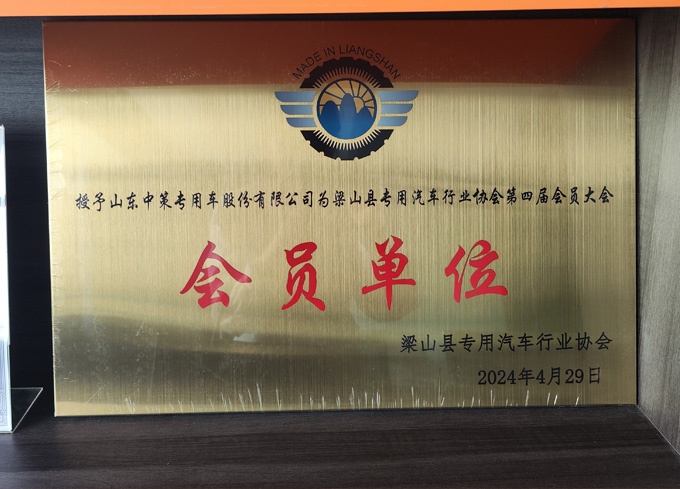 MADE IN LIANGSHAN
授予山东中策专用车股份有限公司为梁山县专用汽车行业协会第四届会员大会
会员单位
梁山县专用汽车行业协会
2024年4月29日